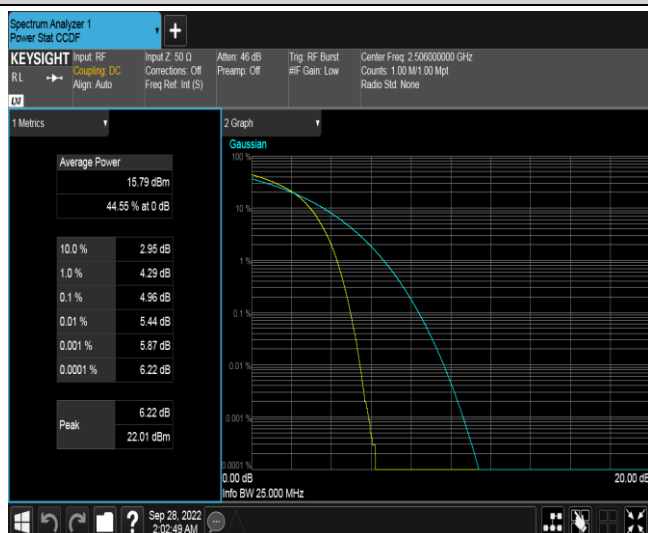 Spectrum Analyzer 1
Power Stat CCDF
KEYSIGHT
RL
LXI
Input: RF
Coupling: DC
Align: Auto
Input Z: 50 Ω
Corrections: Off
Freq Ref: Int (S)
Atten: 46 dB
Preamp: Off
Trig: RF Burst
#IF Gain: Low
Center Freq: 2.506000000 GHz
Counts: 1.00 M/1.00 Mpt
Radio Std: None
1 Metrics
Average Power
15.79 dBm
44.55 % at 0 dB
10.0 % 2.95 dB
1.0 % 4.29 dB
0.1 % 4.96 dB
0.01 % 5.44 dB
0.001 % 5.87 dB
0.0001 % 6.22 dB
Peak
6.22 dB
22.01 dBm
2 Graph
Gaussian
100 %
10 %
1 %
0.1 %
0.01 %
0.001 %
0.0001 %
0.00 dB 20.00 dB
Info BW 25.000 MHz
?
Sep 28, 2022
2:02:49 AM